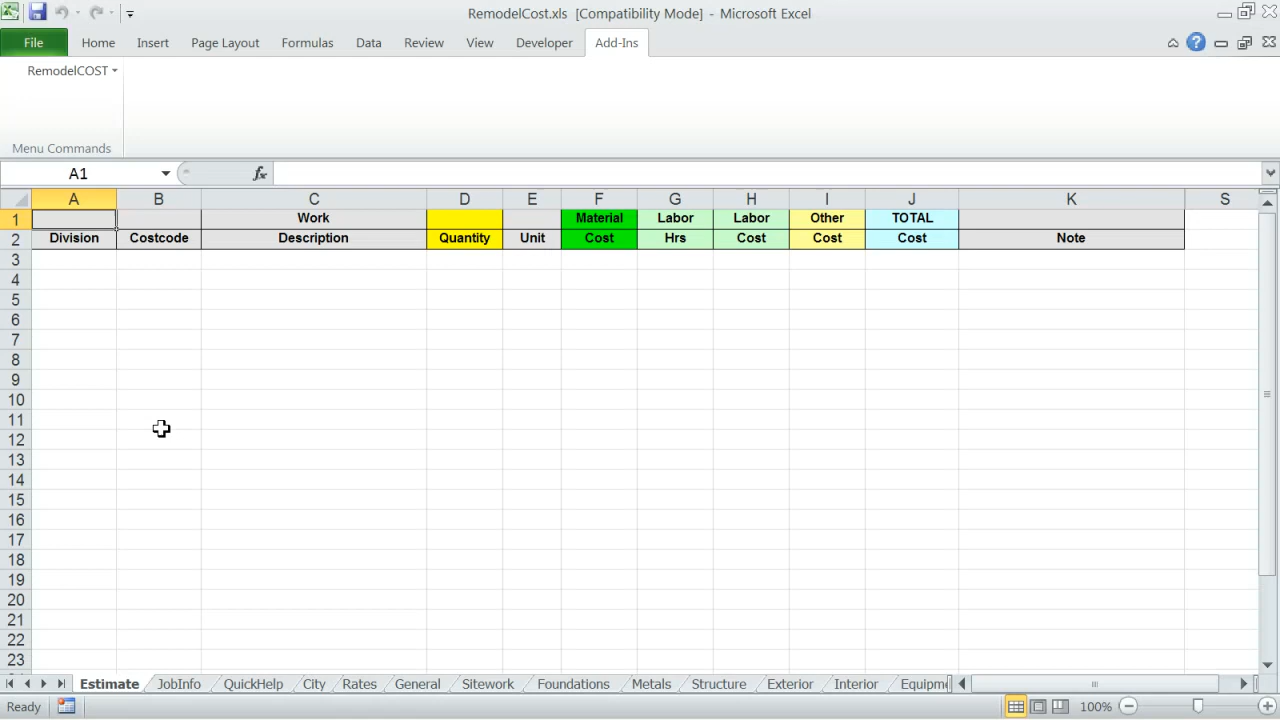 RemodelCost.xls [Compatibility Mode] - Microsoft Excel
File Home Insert Page Layout Formulas Data Review View Developer Add-Ins
RemodelCOST
Menu Commands
A1 fx
A B C D E F G H I J K S
1 Work Material Labor Labor Other TOTAL
2 Division Costcode Description Quantity Unit Cost Hrs Cost Cost Cost Note
3
4
5
6
7
8
9
10
11
12
13
14
15
16
17
18
19
20
21
22
23
Estimate JobInfo QuickHelp City Rates General Sitework Foundations Metals Structure Exterior Interior Equipm
Ready 100%